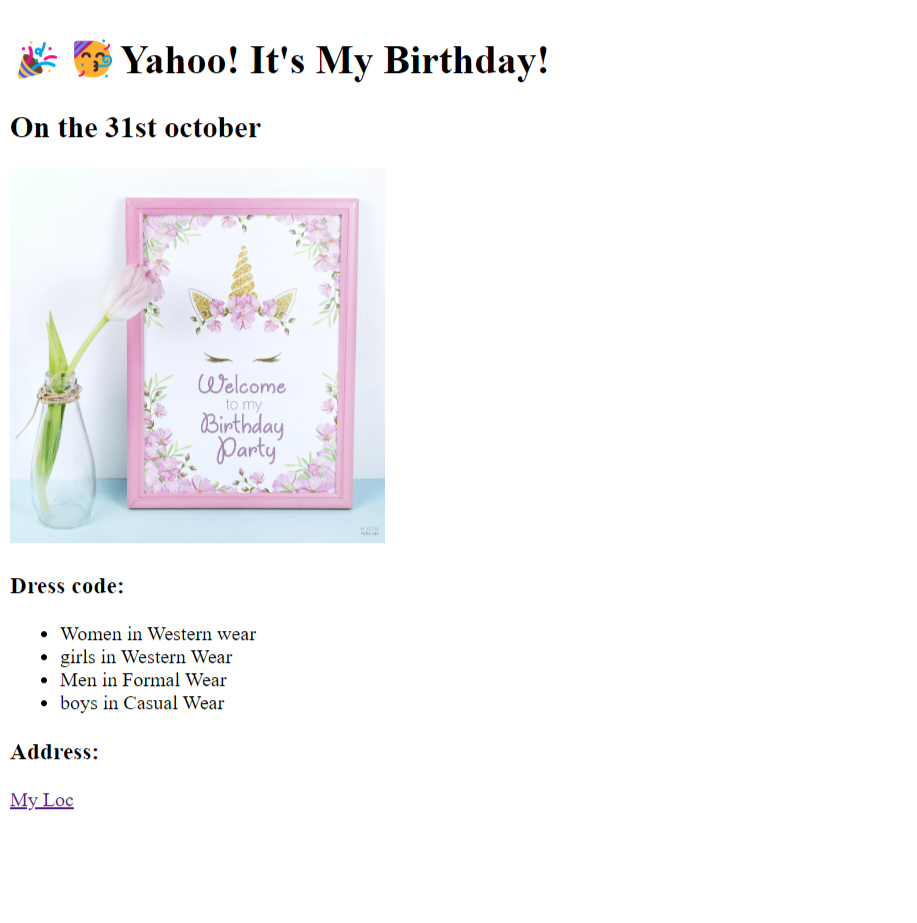 🎉 🥳 Yahoo! It's My Birthday!
On the 31st october
Welcome
to my
Birthday
Party
Dress code:
Women in Western wear
girls in Western Wear
Men in Formal Wear
boys in Casual Wear
Address:
My Loc